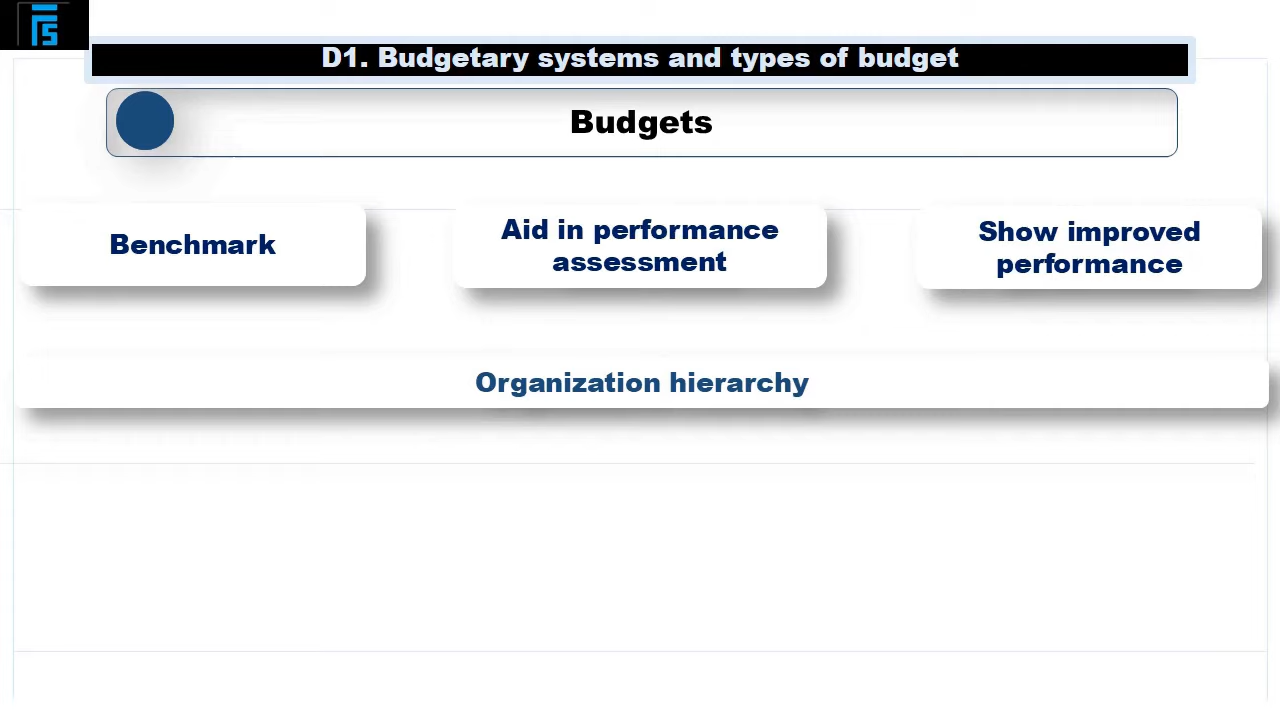 D1. Budgetary systems and types of budget
Budgets
Benchmark
Aid in performance
assessment
Show improved
performance
Organization hierarchy